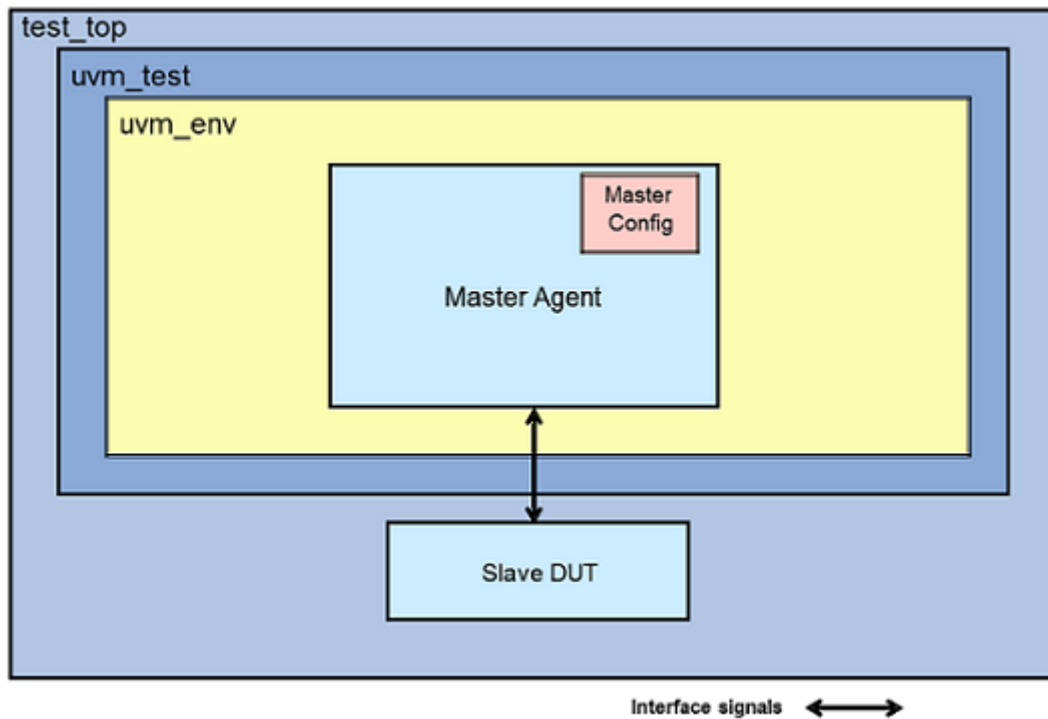 test_top
uvm_test
uvm_env
Master
Config
Master Agent
Slave DUT
Interface signals